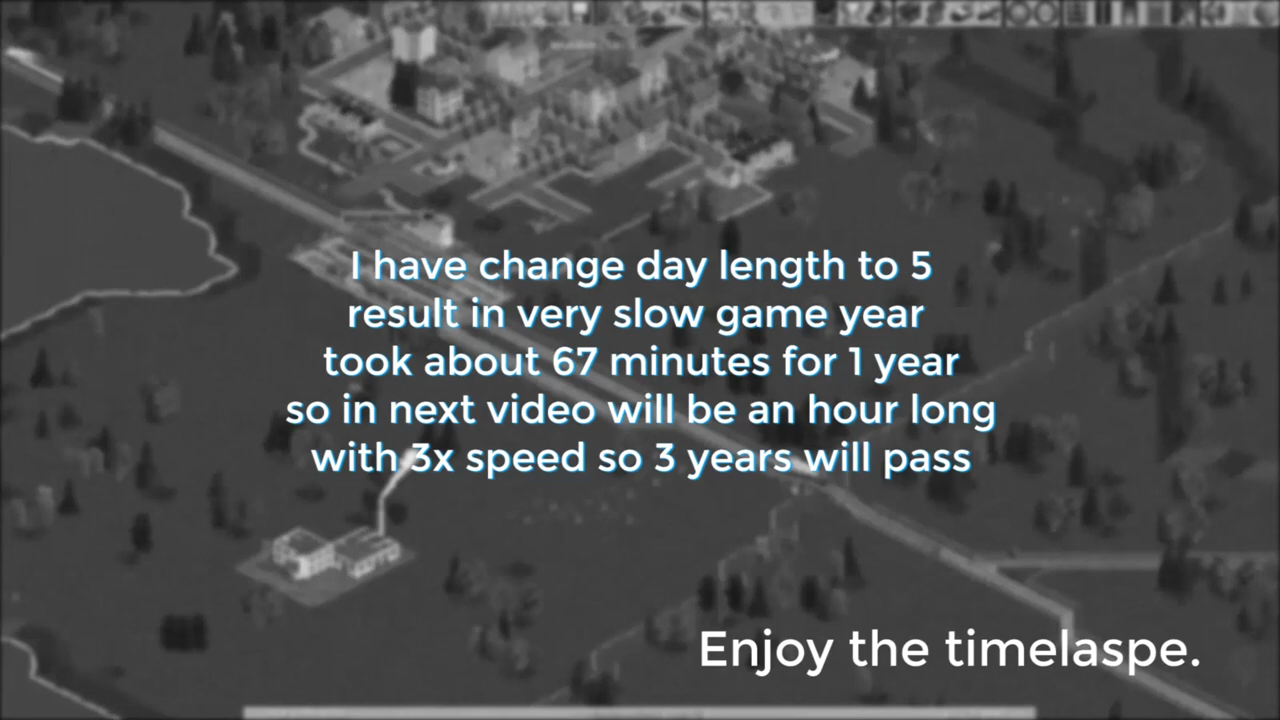 I have change day length to 5
result in very slow game year
took about 67 minutes for 1 year
so in next video will be an hour long
with 3x speed so 3 years will pass
Enjoy the timelaspe.